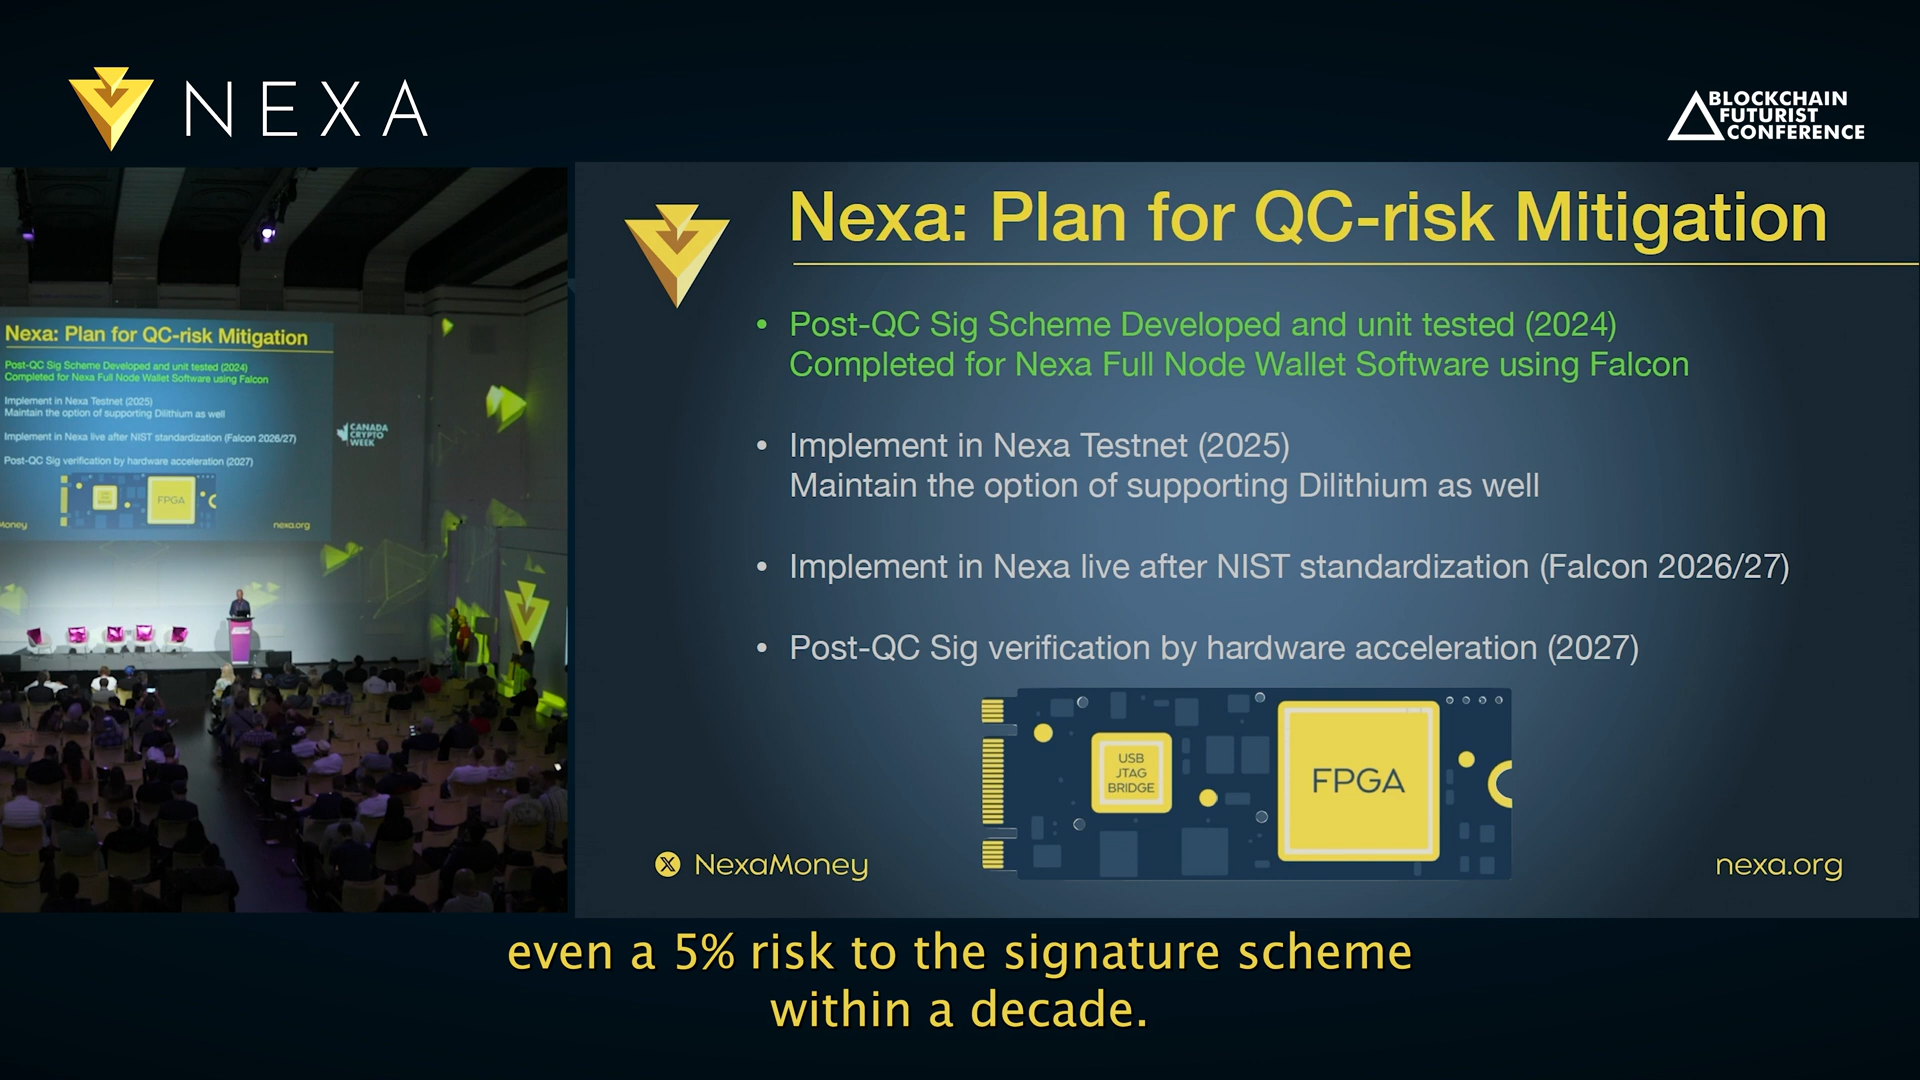 NEXA
BLOCKCHAIN
FUTURIST
CONFERENCE
Nexa: Plan for QC-risk Mitigation
Post-QC Sig Scheme Developed and unit tested (2024)
Completed for Nexa Full Node Wallet Software using Falcon
Implement in Nexa Testnet (2025)
Maintain the option of supporting Dilithium as well
Implement in Nexa live after NIST standardization (Falcon 2026/27)
Post-QC Sig verification by hardware acceleration (2027)
FPGA
Money
nexa.org
CANADA
CRYPTO
WEEK
Nexa: Plan for QC-risk Mitigation
• Post-QC Sig Scheme Developed and unit tested (2024)
Completed for Nexa Full Node Wallet Software using Falcon
• Implement in Nexa Testnet (2025)
Maintain the option of supporting Dilithium as well
• Implement in Nexa live after NIST standardization (Falcon 2026/27)
• Post-QC Sig verification by hardware acceleration (2027)
USB
JTAG
BRIDGE
FPGA
X NexaMoney
nexa.org
even a 5% risk to the signature scheme
within a decade.